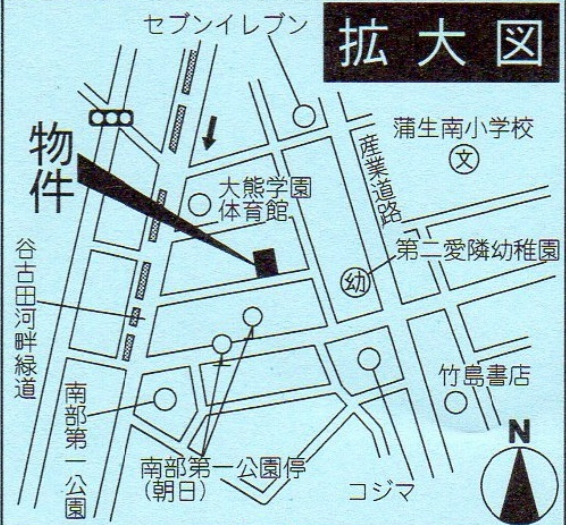 セブンイレブン
拡大図
物件
蒲生南小学校
文
産業道路
大熊学園
体育館
第二愛隣幼稚園
幼
谷古田河畔緑道
竹島書店
南部第一公園
南部第一公園停
(朝日)
コジマ
N